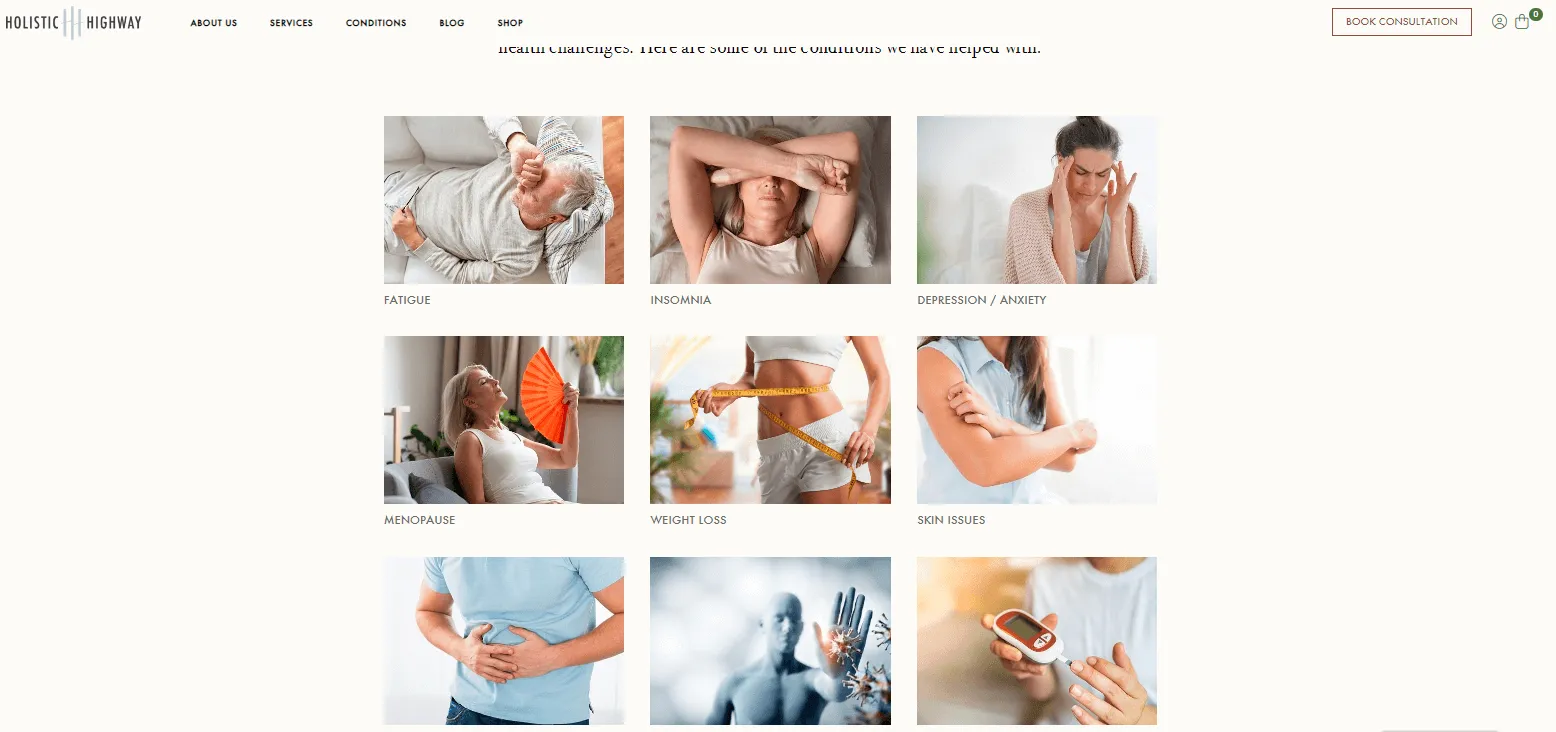 HOLISTIC HIGHWAY
ABOUT US SERVICES CONDITIONS BLOG SHOP
BOOK CONSULTATION
0
health challenges. Here are some of the conditions we have helped with.
FATIGUE INSOMNIA DEPRESSION / ANXIETY
MENOPAUSE WEIGHT LOSS SKIN ISSUES